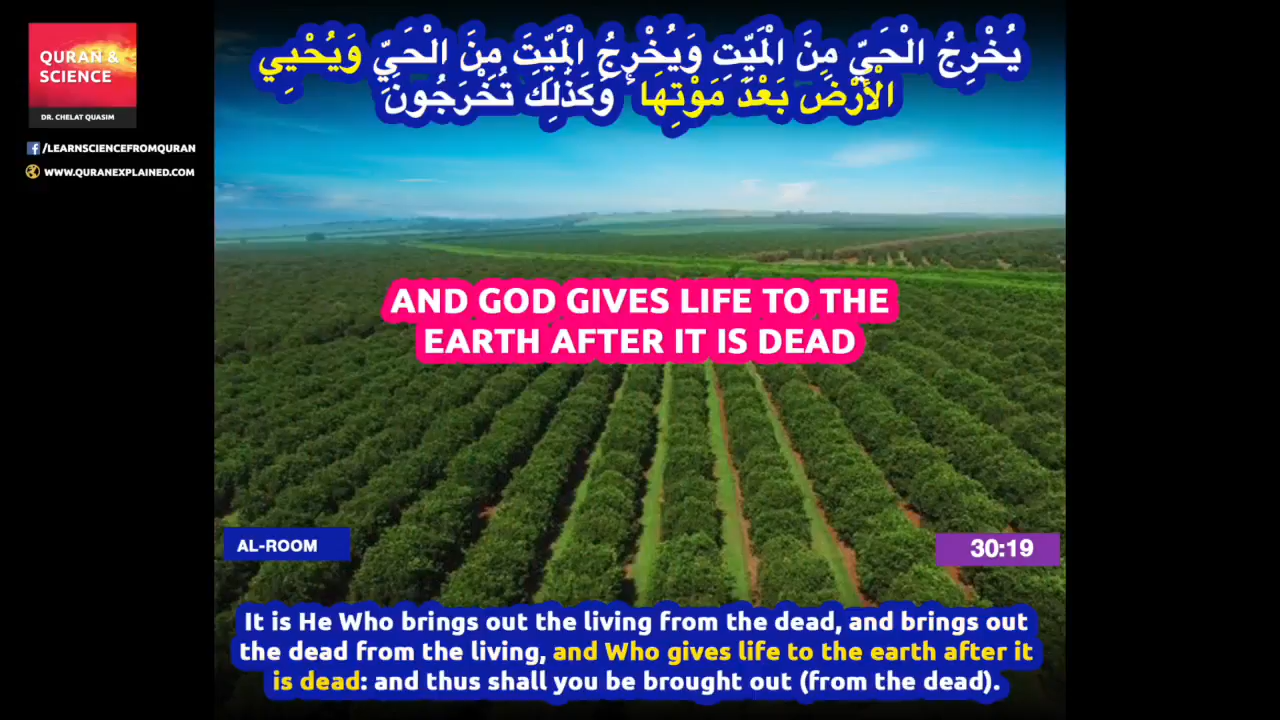 QURAN &
SCIENCE
DR. CHELAT QUASIM
/LEARNSCIENCEFROMQURAN
WWW.QURANEXPLAINED.COM
يُخْرِجُ الْحَيَّ مِنَ الْمَيِّتِ وَيُخْرِجُ الْمَيِّتَ مِنَ الْحَيِّ وَيُحْيِي
الْأَرْضَ بَعْدَ مَوْتِهَا ۚ وَكَذَٰلِكَ تُخْرَجُونَ
AND GOD GIVES LIFE TO THE
EARTH AFTER IT IS DEAD
AL-ROOM
30:19
It is He Who brings out the living from the dead, and brings out
the dead from the living, and Who gives life to the earth after it
is dead: and thus shall you be brought out (from the dead).